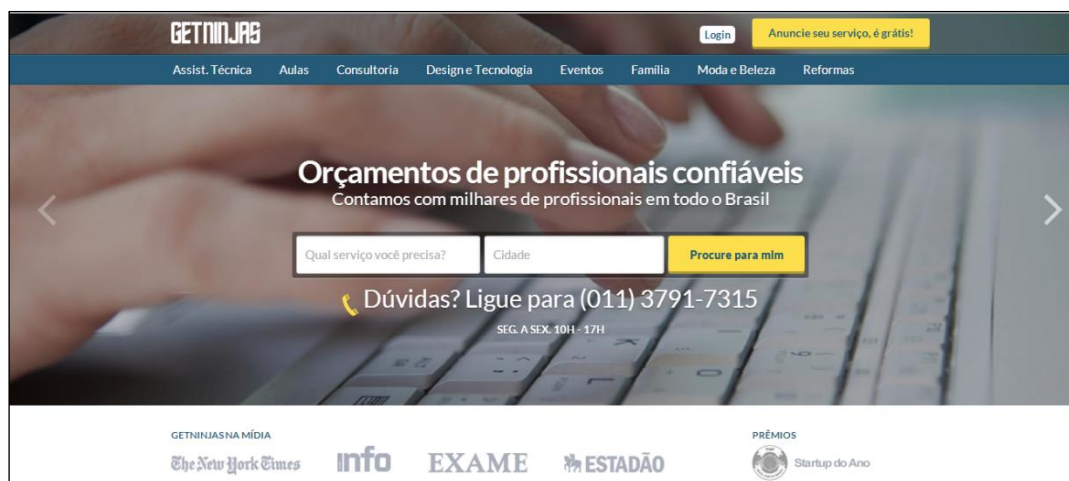 GETNINJAS
Login
Anuncie seu serviço, é grátis!
Assist. Técnica Aulas Consultoria Design e Tecnologia Eventos Família Moda e Beleza Reformas
Orçamentos de profissionais confiáveis
Contamos com milhares de profissionais em todo o Brasil
Qual serviço você precisa?
Cidade
Procure para mim
Dúvidas? Ligue para (011) 3791-7315
SEG. A SEX. 10H - 17H
GETNINJAS NA MÍDIA
The New York Times
info
EXAME
ESTADÃO
PRÊMIOS
Startup do Ano